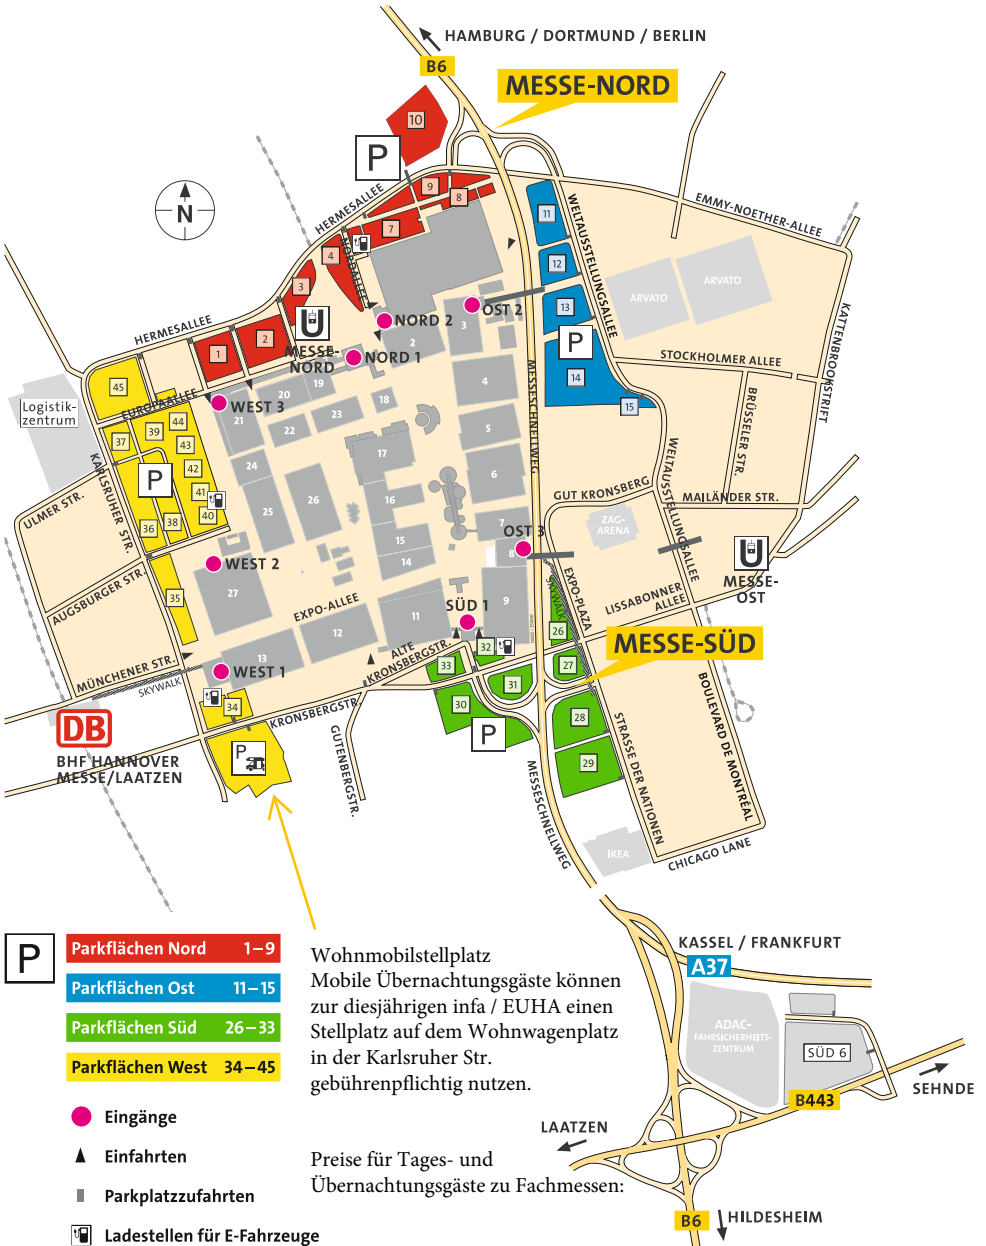 HAMBURG / DORTMUND / BERLIN
B6
MESSE-NORD
10
P
N
HERMESALLEE
9
8
7
4
3
NORDALLEE
11
WELTAUSSTELLUNGSALLEE
EMMY-NOETHER-ALLEE
12
13
ARVATO
ARVATO
KATTENBROOKSTRIFT
OST 2
3
NORD 2
2
HERMESALLEE
U
MESSE-
NORD
NORD 1
1
2
P
14
15
STOCKHOLMER ALLEE
BRÜSSELER STR.
MESSESCHNELLWEG
45
EUROPAALLEE
Logistik-
zentrum
WEST 3
19
20
21
22
23
18
4
5
17
6
37
39
44
43
42
41
40
P
36
38
KARLSRUHER STR.
ULMER STR.
24
25
26
16
15
14
7
8
OST 3
GUT KRONSBERG
MAILÄNDER STR.
ZAG-
ARENA
WELTAUSSTELLUNGSALLEE
U
MESSE-
OST
WEST 2
27
35
AUGSBURGER STR.
EXPO-ALLEE
SÜD 1
9
11
12
13
EXPO-PLAZA
SKYWALK
LISSABONNER
ALLEE
26
MESSE-SÜD
MÜNCHENER STR.
SKYWALK
WEST 1
ALTE
KRONSBERGSTR.
32
33
31
27
30
P
28
29
34
KRONSBERGSTR.
GUTENBERGSTR.
P
DB
BHF HANNOVER
MESSE/LAATZEN
STRASSE DER NATIONEN
BOULEVARD DE MONTRÉAL
MESSESCHNELLWEG
IKEA
CHICAGO LANE
P
Parkflächen Nord 1–9
Parkflächen Ost 11–15
Parkflächen Süd 26–33
Parkflächen West 34–45
Eingänge
Einfahrten
Parkplatzzufahrten
Ladestellen für E-Fahrzeuge
Wohnmobilstellplatz
Mobile Übernachtungsgäste können
zur diesjährigen infa / EUHA einen
Stellplatz auf dem Wohnwagenplatz
in der Karlsruher Str.
gebührenpflichtig nutzen.
Preise für Tages- und
Übernachtungsgäste zu Fachmessen:
KASSEL / FRANKFURT
A37
ADAC-
FAHRSICHERHEITS-
ZENTRUM
SÜD 6
B443
SEHNDE
LAATZEN
B6
HILDESHEIM